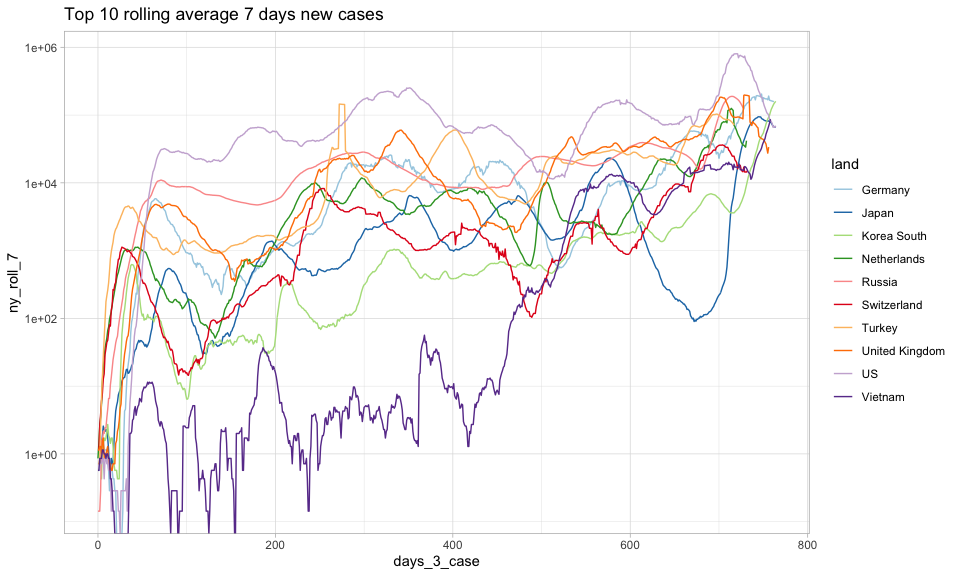 Top 10 rolling average 7 days new cases
ny_roll_7
1e+06
1e+04
1e+02
1e+00
0
200
400
600
800
days_3_case
land
Germany
Japan
Korea South
Netherlands
Russia
Switzerland
Turkey
United Kingdom
US
Vietnam